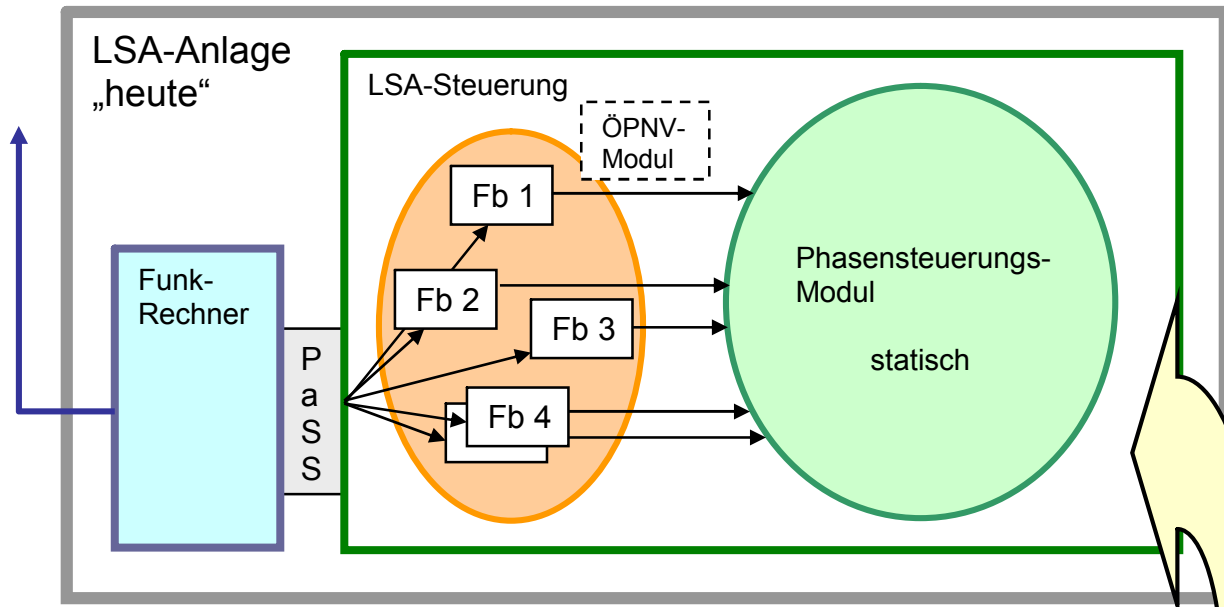 LSA-Anlage
„heute“
LSA-Steuerung
ÖPNV-
Modul
Fb 1
Fb 2
Fb 3
Fb 4
Funk-
Rechner
P
a
S
S
Phasensteuerungs-
Modul
statisch